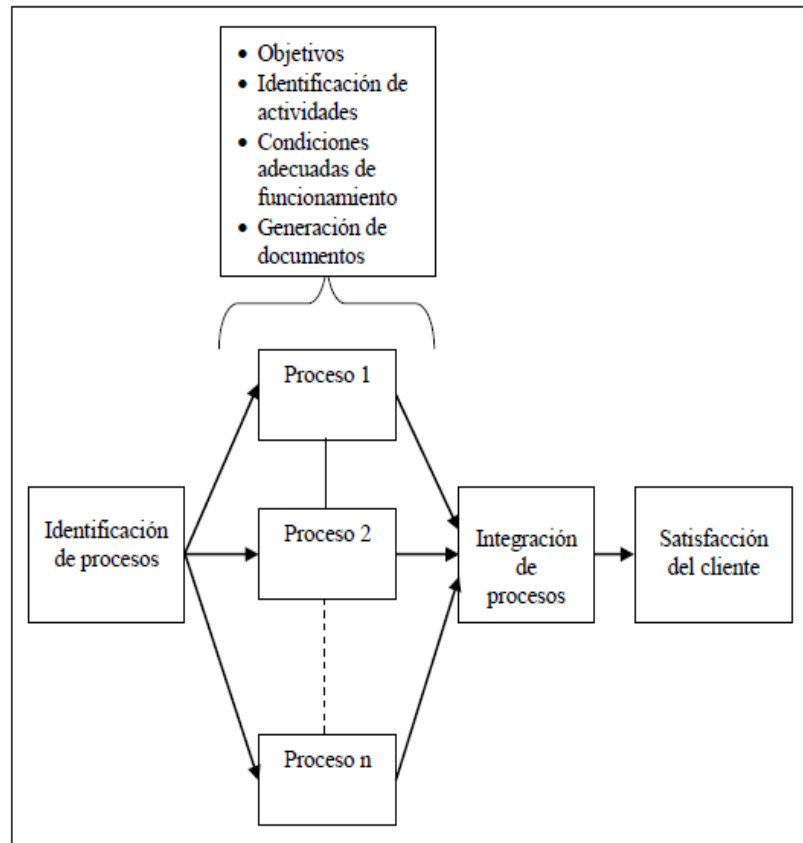 • Objetivos
• Identificación de
actividades
• Condiciones
adecuadas de
funcionamiento
• Generación de
documentos
Proceso 1
Identificación
de procesos
Proceso 2
Integración
de
procesos
Satisfacción
del cliente
Proceso n